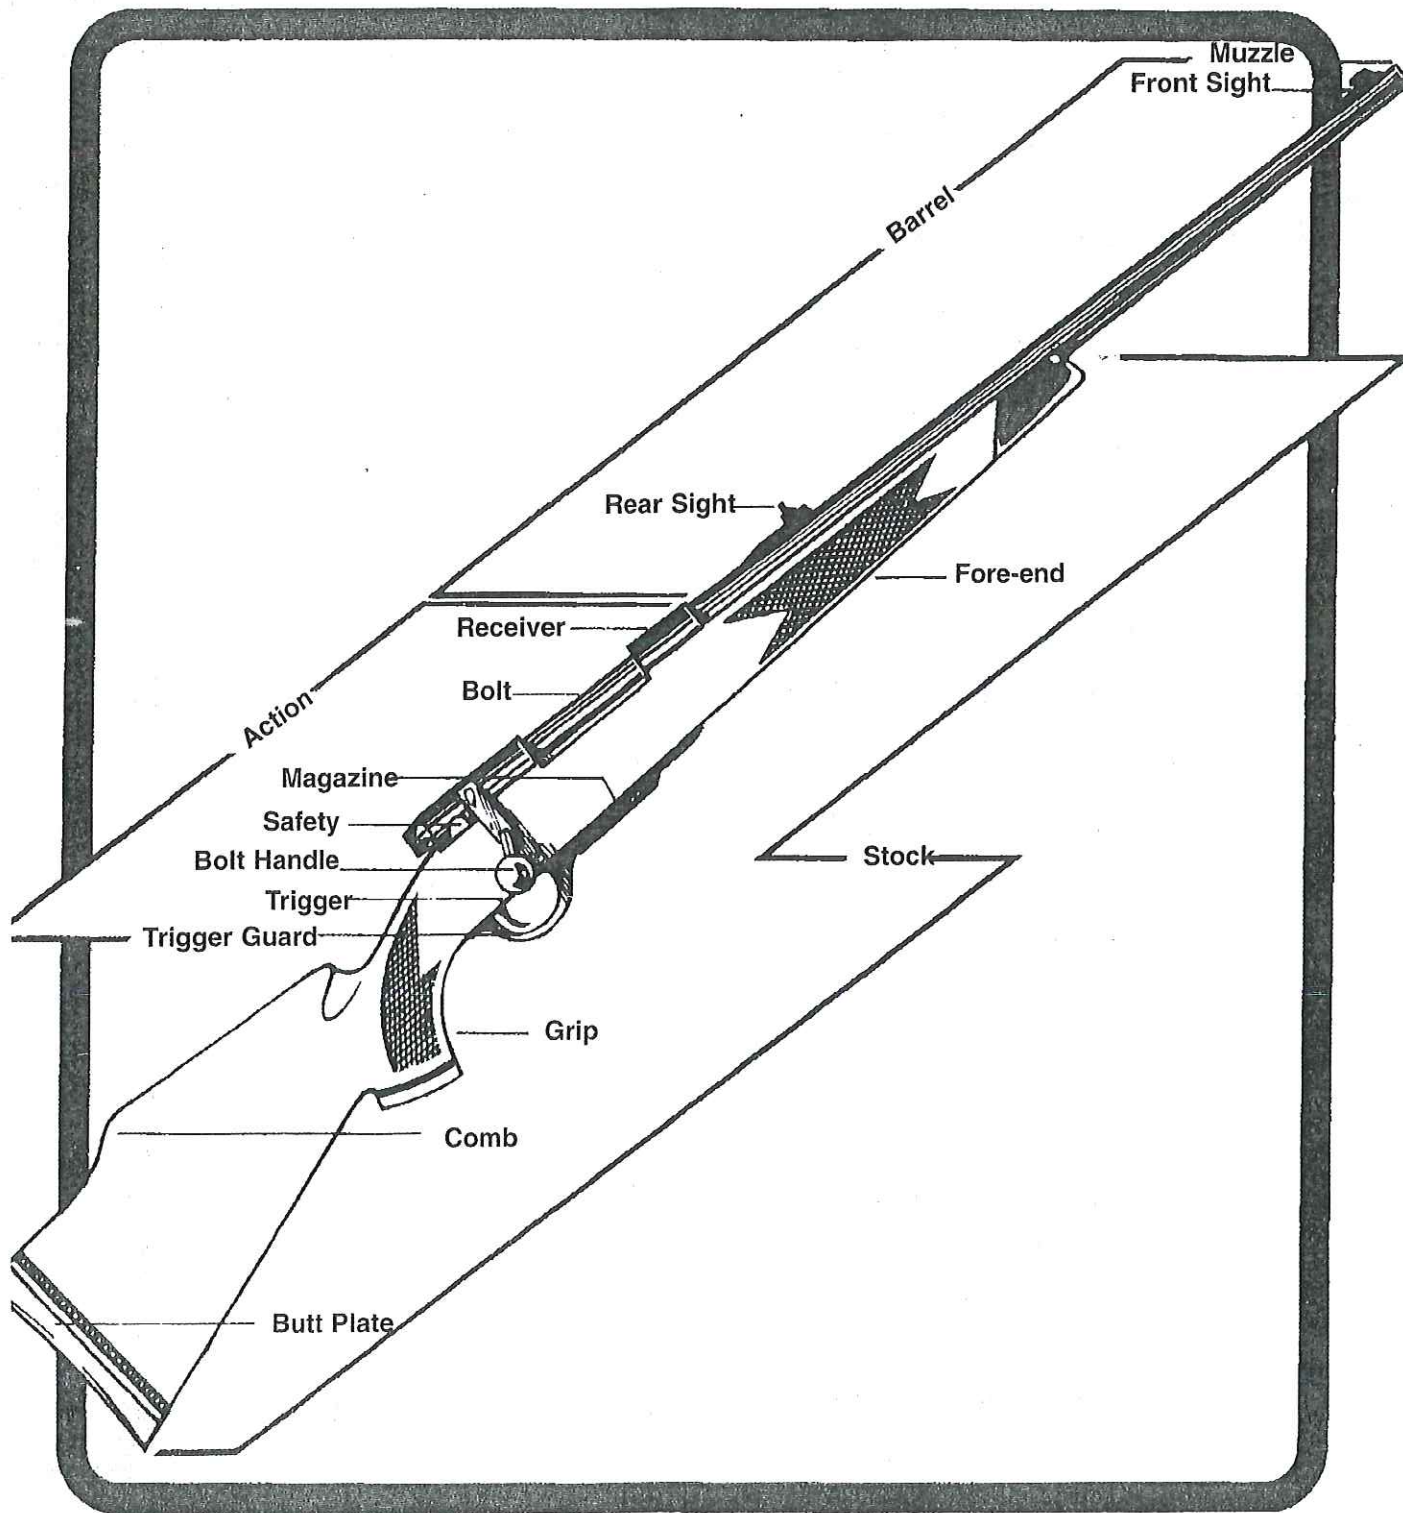 Muzzle
Front Sight
Barrel
Rear Sight
Fore-end
Receiver
Bolt
Action
Magazine
Safety
Bolt Handle
Stock
Trigger
Trigger Guard
Grip
Comb
Butt Plate